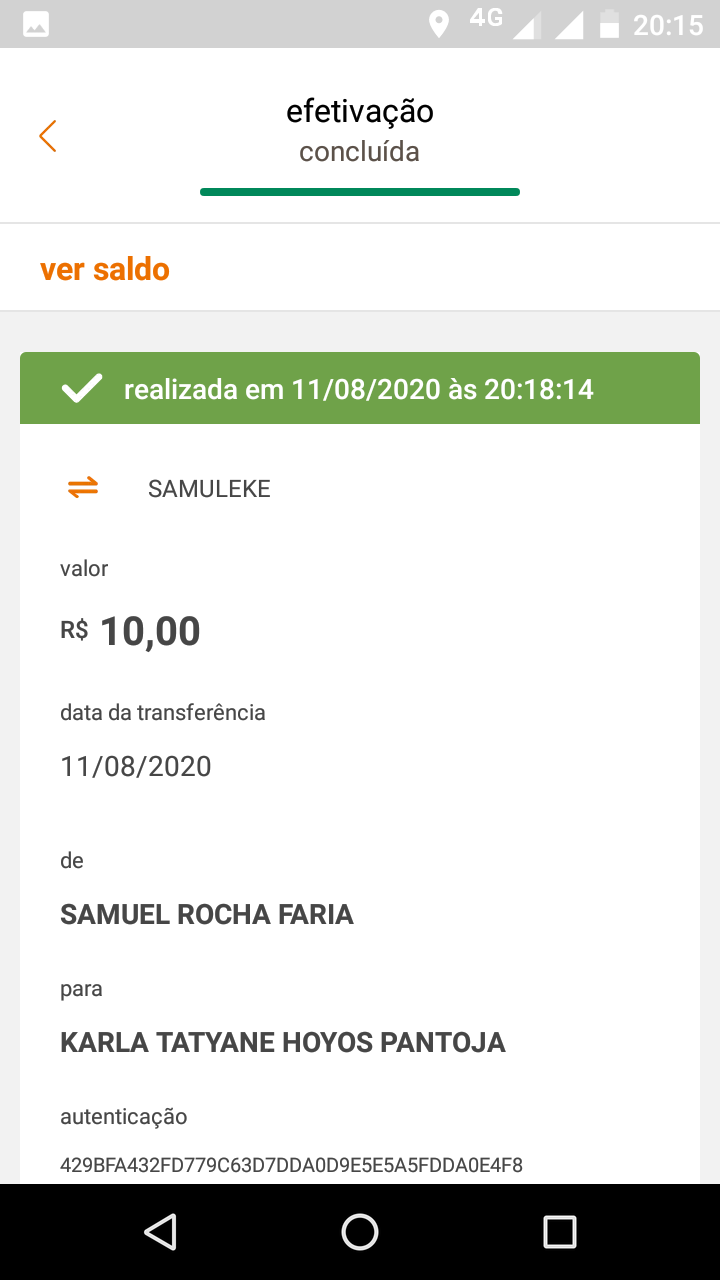 4G 20:15
efetivação
concluída
ver saldo
realizada em 11/08/2020 às 20:18:14
SAMULEKE
valor
R$ 10,00
data da transferência
11/08/2020
de
SAMUEL ROCHA FARIA
para
KARLA TATYANE HOYOS PANTOJA
autenticação
429BFA432FD779C63D7DDA0D9E5E5A5FDDA0E4F8